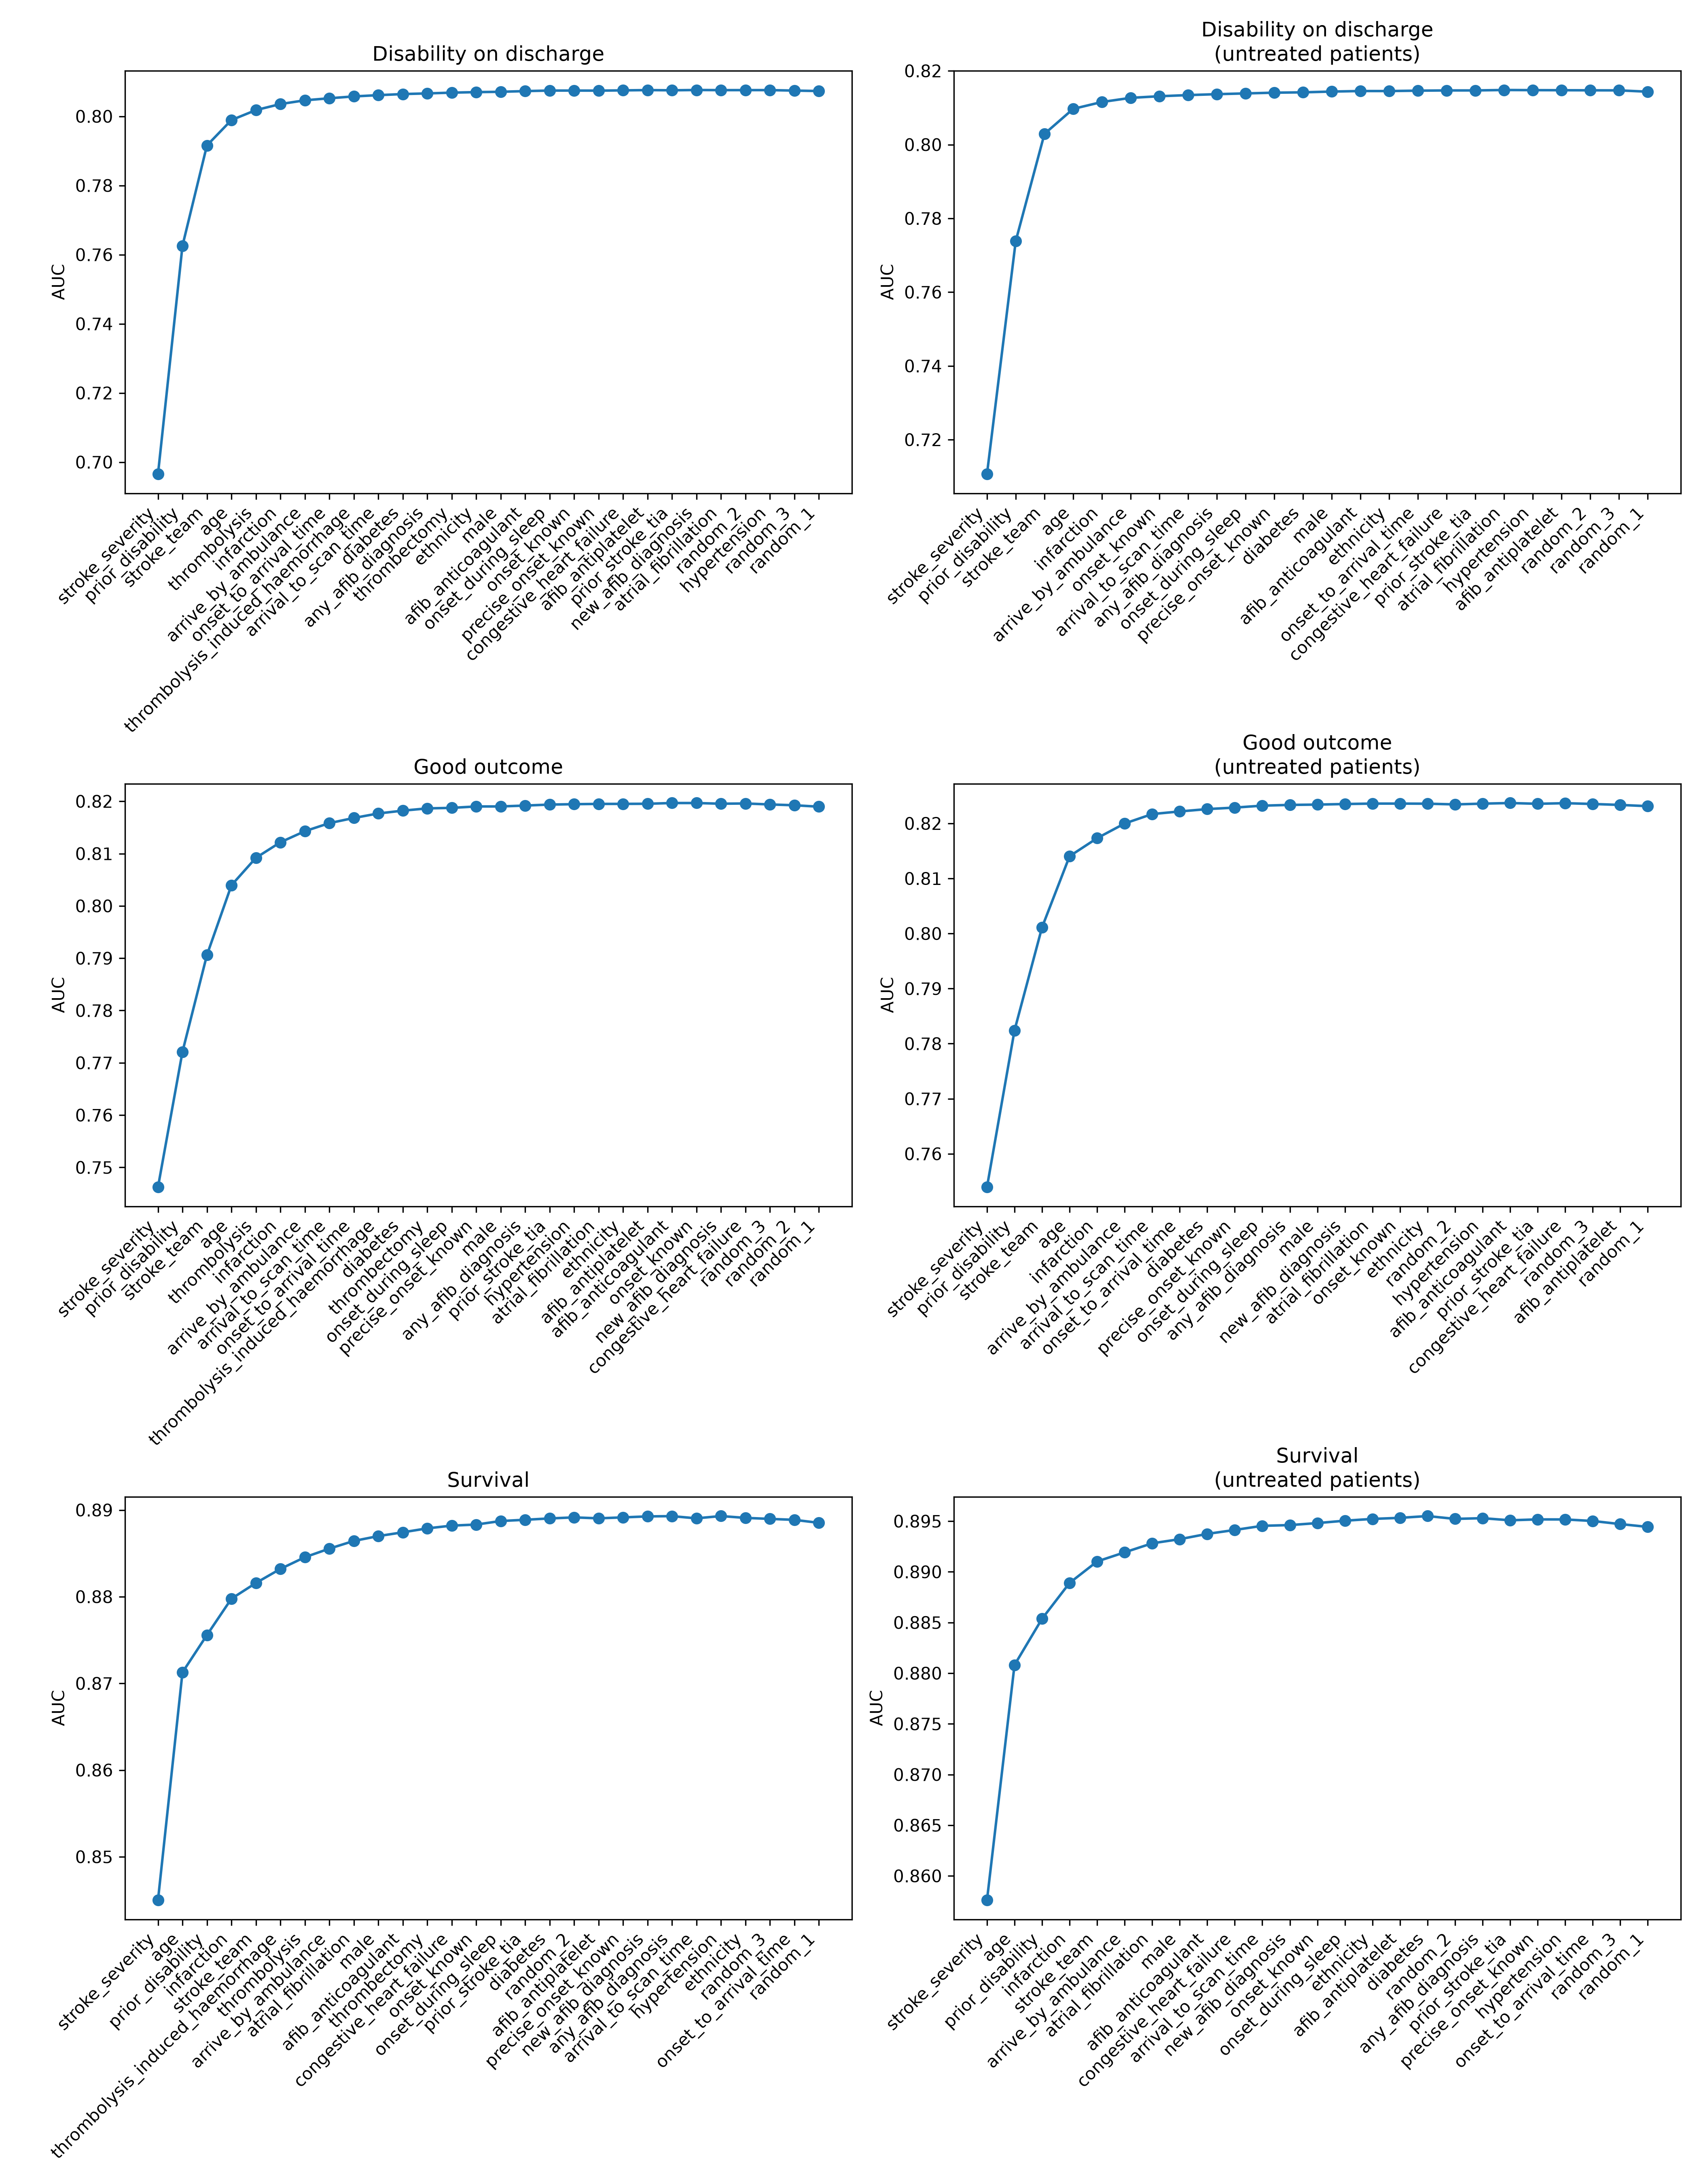 Disability on discharge
AUC
0.80
0.78
0.76
0.74
0.72
0.70
stroke_severity
prior_disability
stroke_team
age
thrombolysis
infarction
arrive_by_ambulance
onset_to_arrival_time
thrombolysis_induced_haemorrhage
arrival_to_scan_time
diabetes
any_afib_diagnosis
thrombectomy
ethnicity
male
afib_anticoagulant
onset_during_sleep
onset_known
precise_onset_known
congestive_heart_failure
afib_antiplatelet
prior_stroke_tia
new_afib_diagnosis
atrial_fibrillation
random_2
hypertension
random_3
random_1
Disability on discharge
(untreated patients)
AUC
0.82
0.80
0.78
0.76
0.74
0.72
stroke_severity
prior_disability
stroke_team
age
infarction
arrive_by_ambulance
onset_known
arrival_to_scan_time
any_afib_diagnosis
onset_during_sleep
precise_onset_known
diabetes
male
afib_anticoagulant
ethnicity
onset_to_arrival_time
congestive_heart_failure
prior_stroke_tia
atrial_fibrillation
hypertension
afib_antiplatelet
random_2
random_3
random_1
Good outcome
AUC
0.82
0.81
0.80
0.79
0.78
0.77
0.76
0.75
stroke_severity
prior_disability
stroke_team
age
thrombolysis
infarction
arrive_by_ambulance
arrival_to_scan_time
onset_to_arrival_time
thrombolysis_induced_haemorrhage
diabetes
thrombectomy
onset_during_sleep
precise_onset_known
male
any_afib_diagnosis
prior_stroke_tia
hypertension
atrial_fibrillation
ethnicity
afib_antiplatelet
afib_anticoagulant
onset_known
new_afib_diagnosis
congestive_heart_failure
random_3
random_2
random_1
Good outcome
(untreated patients)
AUC
0.82
0.81
0.80
0.79
0.78
0.77
0.76
stroke_severity
prior_disability
stroke_team
age
infarction
arrive_by_ambulance
arrival_to_scan_time
onset_to_arrival_time
diabetes
precise_onset_known
onset_during_sleep
any_afib_diagnosis
male
new_afib_diagnosis
atrial_fibrillation
onset_known
ethnicity
random_2
hypertension
afib_anticoagulant
prior_stroke_tia
congestive_heart_failure
random_3
afib_antiplatelet
random_1
Survival
AUC
0.89
0.88
0.87
0.86
0.85
stroke_severity
age
prior_disability
infarction
stroke_team
thrombolysis_induced_haemorrhage
thrombolysis
arrive_by_ambulance
atrial_fibrillation
male
afib_anticoagulant
thrombectomy
congestive_heart_failure
onset_known
onset_during_sleep
prior_stroke_tia
diabetes
random_2
afib_antiplatelet
precise_onset_known
new_afib_diagnosis
any_afib_diagnosis
arrival_to_scan_time
hypertension
ethnicity
random_3
onset_to_arrival_time
random_1
Survival
(untreated patients)
AUC
0.895
0.890
0.885
0.880
0.875
0.870
0.865
0.860
stroke_severity
age
prior_disability
infarction
stroke_team
arrive_by_ambulance
atrial_fibrillation
male
afib_anticoagulant
congestive_heart_failure
arrival_to_scan_time
new_afib_diagnosis
onset_known
onset_during_sleep
ethnicity
afib_antiplatelet
diabetes
random_2
any_afib_diagnosis
prior_stroke_tia
precise_onset_known
hypertension
onset_to_arrival_time
random_3
random_1